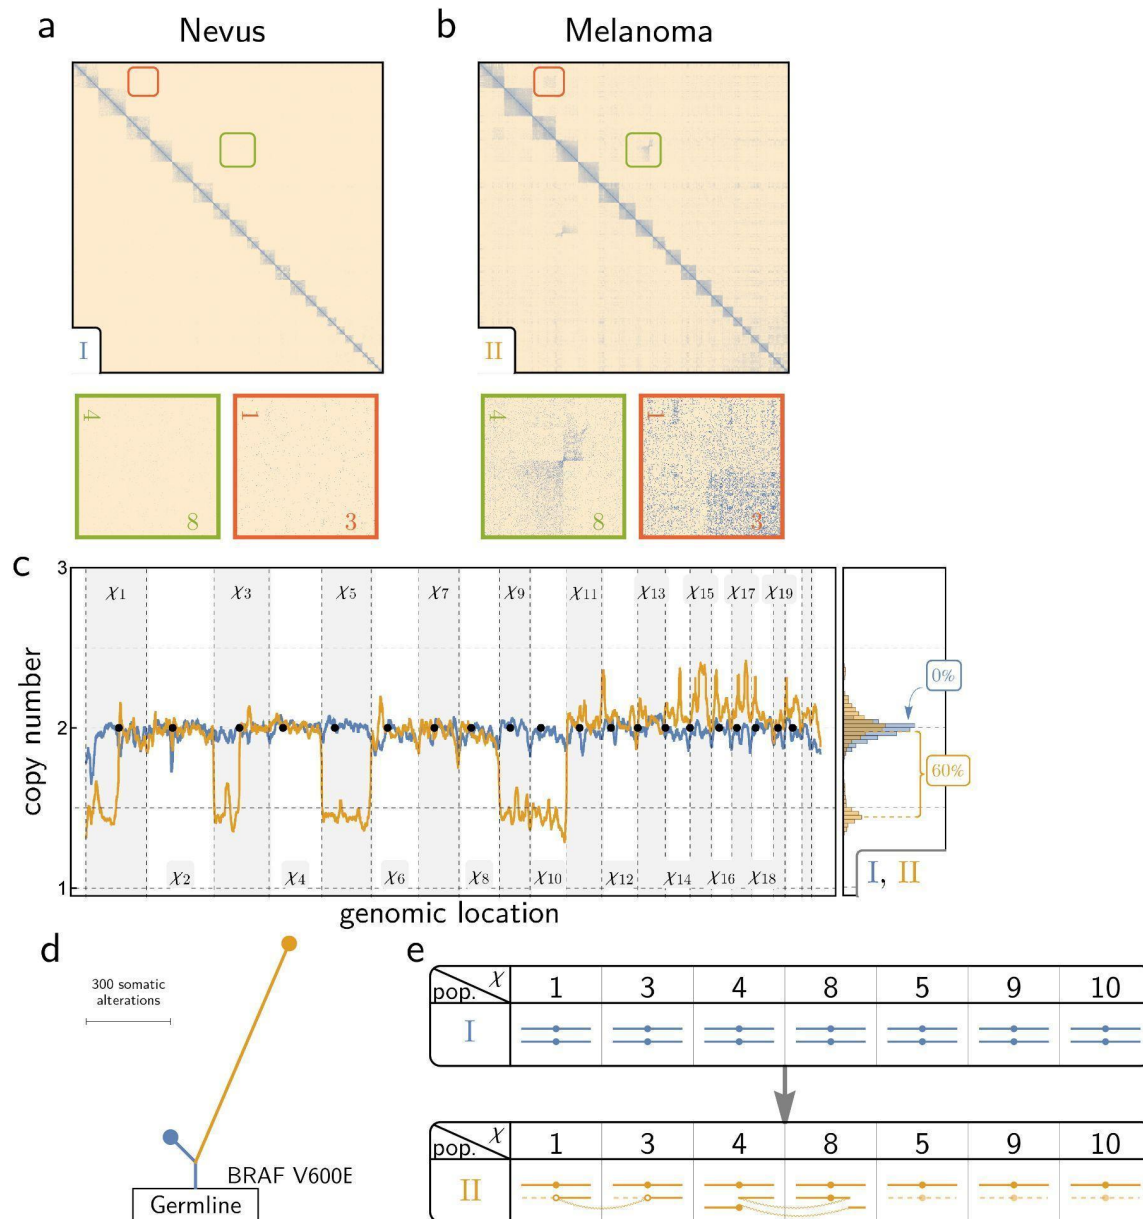 a Nevus b Melanoma
I II
4 8 1 3 4 8 1 3
c
3
χ1 χ3 χ5 χ7 χ9 χ11 χ13 χ15 χ17 χ19
copy number
2
0%
60%
1
χ2 χ4 χ6 χ8 χ10 χ12 χ14 χ16 χ18
I, II
genomic location
d
300 somatic
alterations
BRAF V600E
Germline
e
pop. χ 1 3 4 8 5 9 10
I
pop. χ 1 3 4 8 5 9 10
II